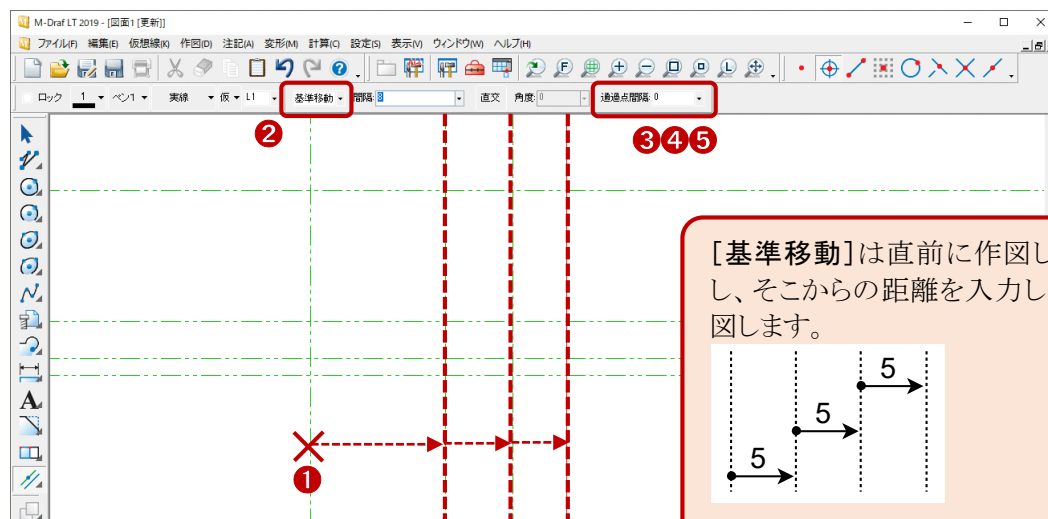 M-Draf LT 2019 - [図面1 [更新]]
ファイル(F) 編集(E) 仮想線(K) 作図(D) 注記(A) 変形(M) 計算(C) 設定(S) 表示(V) ウィンドウ(W) ヘルプ(H)
ロック 1 ペン1 実線 仮 L1 基準移動 間隔: 8 直交 角度: 0 通過点間隔: 0
❷ ❸❹❺
[基準移動]は直前に作図し
し、そこからの距離を入力し
図します。
5
5
5
❶